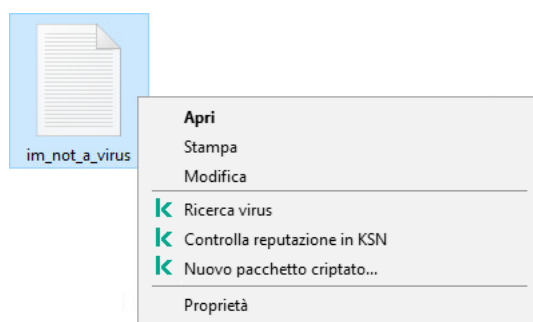 im_not_a_virus
Apri
Stampa
Modifica
Ricerca virus
Controlla reputazione in KSN
Nuovo pacchetto criptato...
Proprietà